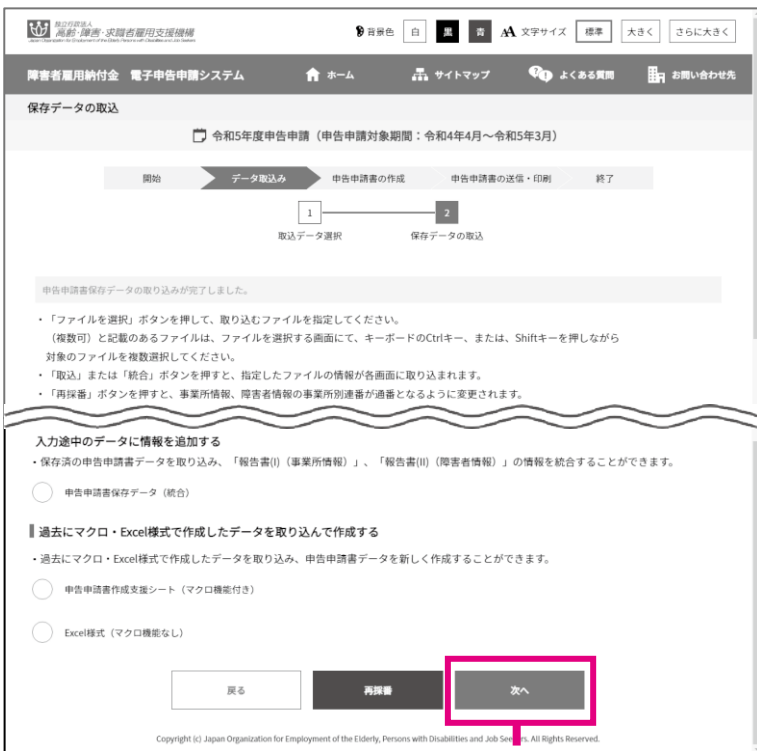 独立行政法人
高齢・障害・求職者雇用支援機構
Japan Organization for Employment of the Elderly, Persons with Disabilities and Job Seekers
背景色 白 黒 青 AA 文字サイズ 標準 大きく さらに大きく
障害者雇用納付金 電子申告申請システム ホーム サイトマップ よくある質問 お問い合わせ先
保存データの取込
令和5年度申告申請（申告申請対象期間：令和4年4月～令和5年3月）
開始 データ取込み 申告申請書の作成 申告申請書の送信・印刷 終了
1 2
取込データ選択 保存データの取込
申告申請書保存データの取り込みが完了しました。
・「ファイルを選択」ボタンを押して、取り込むファイルを指定してください。
（複数可）と記載のあるファイルは、ファイルを選択する画面にて、キーボードのCtrlキー、または、Shiftキーを押しながら
対象のファイルを複数選択してください。
・「取込」または「統合」ボタンを押すと、指定したファイルの情報が各画面に取り込まれます。
・「再採番」ボタンを押すと、事業所情報、障害者情報の事業所別連番が通番となるように変更されます。
入力途中のデータに情報を追加する
・保存済の申告申請書データを取り込み、「報告書(I)（事業所情報）」、「報告書(II)（障害者情報）」の情報を統合することができます。
申告申請書保存データ（統合）
過去にマクロ・Excel様式で作成したデータを取り込んで作成する
・過去にマクロ・Excel様式で作成したデータを取り込み、申告申請書データを新しく作成することができます。
申告申請書作成支援シート（マクロ機能付き）
Excel様式（マクロ機能なし）
戻る 再採番 次へ
Copyright (c) Japan Organization for Employment of the Elderly, Persons with Disabilities and Job Seekers. All Rights Reserved.